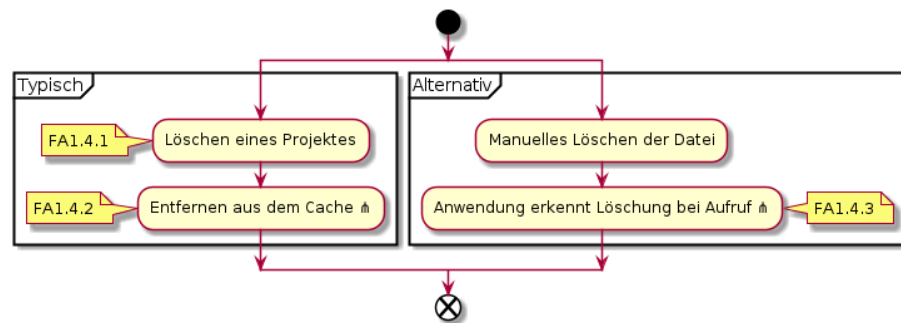 Typisch
Alternativ
FA1.4.1
Löschen eines Projektes
Manuelles Löschen der Datei
FA1.4.2
Entfernen aus dem Cache ⋔
Anwendung erkennt Löschung bei Aufruf ⋔
FA1.4.3